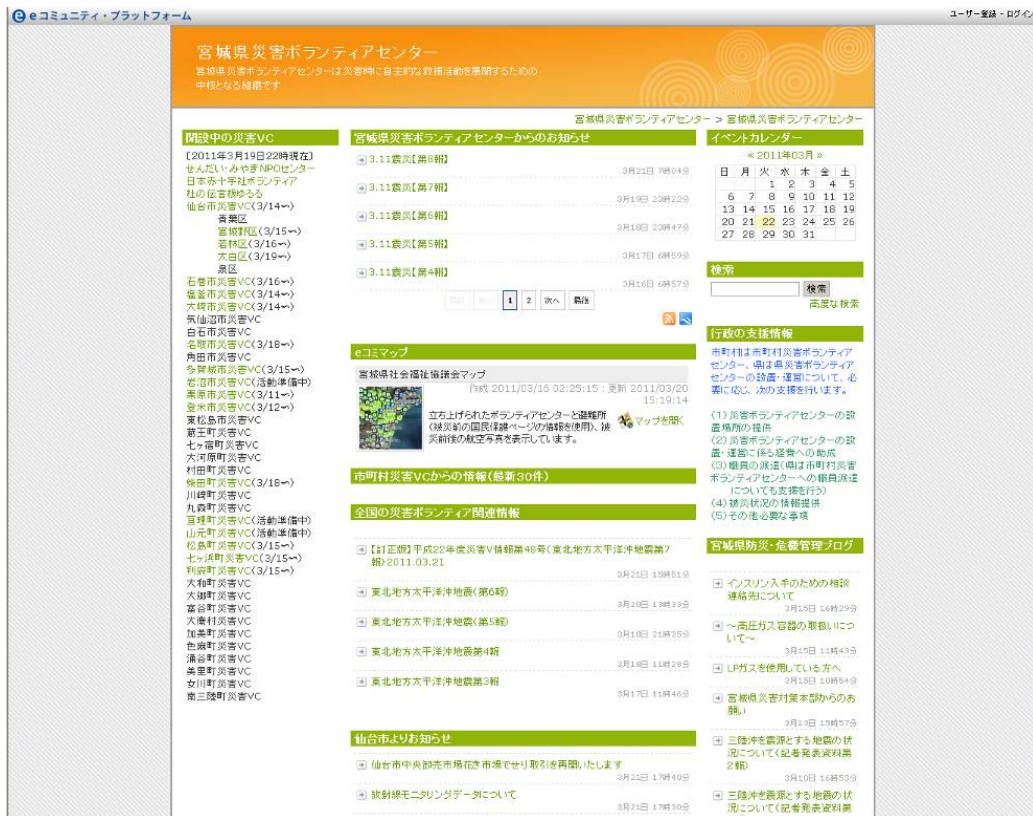 eコミュニティ・プラットフォーム
ユーザー登録 - ログイン
宮城県災害ボランティアセンター
宮城県災害ボランティアセンターは災害時に自主的な救援活動を展開するための
中核となる組織です
宮城県災害ボランティアセンター > 宮城県災害ボランティアセンター
開設中の災害VC
[2011年3月19日22時現在]
せんだい・みやぎNPOセンター
日本赤十字社ボランティア
杜の伝言板ゆるる
仙台市災害VC(3/14~)
青葉区
宮城野区(3/15~)
若林区(3/16~)
太白区(3/19~)
泉区
石巻市災害VC(3/16~)
塩釜市災害VC(3/14~)
大崎市災害VC(3/14~)
気仙沼市災害VC
白石市災害VC
名取市災害VC(3/18~)
角田市災害VC
多賀城市災害VC(3/15~)
岩沼市災害VC(活動準備中)
栗原市災害VC(3/11~)
登米市災害VC(3/12~)
東松島市災害VC
蔵王町災害VC
七ヶ宿町災害VC
大河原町災害VC
村田町災害VC
柴田町災害VC(3/18~)
川崎町災害VC
丸森町災害VC
亘理町災害VC(活動準備中)
山元町災害VC(活動準備中)
松島町災害VC(3/15~)
七ヶ浜町災害VC(3/15~)
利府町災害VC(3/15~)
大和町災害VC
大郷町災害VC
富谷町災害VC
大衡村災害VC
加美町災害VC
色麻町災害VC
涌谷町災害VC
美里町災害VC
女川町災害VC
南三陸町災害VC
宮城県災害ボランティアセンターからのお知らせ
3.11震災【第8報】
3月21日 7時04分
3.11震災【第7報】
3月19日 23時22分
3.11震災【第6報】
3月18日 23時47分
3.11震災【第5報】
3月17日 6時59分
3.11震災【第4報】
3月16日 6時57分
1 2 次へ 最後
eコミマップ
宮城県社会福祉協議会マップ
作成 2011/03/16 02:25:15 : 更新 2011/03/20
15:19:14
立ち上げられたボランティアセンターと避難所
(被災前の国民保護ページの情報を使用)、被
災前後の航空写真を表示しています。
マップを開く
市町村災害VCからの情報(最新30件)
全国の災害ボランティア関連情報
【訂正版】平成22年度災害V情報第48号(東北地方太平洋沖地震第7
報)2011.03.21
3月21日 15時51分
東北地方太平洋沖地震(第6報)
3月20日 13時33分
東北地方太平洋沖地震(第5報)
3月18日 21時35分
東北地方太平洋沖地震第4報
3月18日 11時28分
東北地方太平洋沖地震第3報
3月17日 11時46分
仙台市よりお知らせ
仙台市中央卸売市場花き市場でせり取引を再開いたします
3月21日 17時40分
放射線モニタリングデータについて
3月21日 17時30分
イベントカレンダー
« 2011年03月 »
日 月 火 水 木 金 土
1 2 3 4 5
6 7 8 9 10 11 12
13 14 15 16 17 18 19
20 21 22 23 24 25 26
27 28 29 30 31
検索
検索
高度な検索
行政の支援情報
市町村は市町村災害ボランティア
センター、県は県災害ボランティア
センターの設置・運営について、必
要に応じ、次の支援を行います。
(1)災害ボランティアセンターの設
置場所の提供
(2)災害ボランティアセンターの設
置・運営に係る経費への助成
(3)職員の派遣(県は市町村災害
ボランティアセンターへの職員派遣
についても支援を行う)
(4)被災状況の情報提供
(5)その他必要な事項
宮城県防災・危機管理ブログ
インスリン入手のための相談
連絡先について
3月15日 16時29分
~高圧ガス容器の取扱いにつ
いて~
3月15日 11時43分
LPガスを使用している方へ
3月15日 10時54分
宮城県災害対策本部からのお
願い
3月13日 15時57分
三陸沖を震源とする地震の状
況について(記者発表資料第
2報)
3月10日 16時53分
三陸沖を震源とする地震の状
況について(記者発表資料第